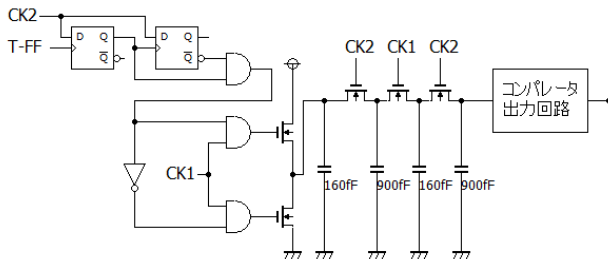 CK2
T-FF
D Q
Q
D Q
Q
CK1
CK2 CK1 CK2
160fF 900fF 160fF 900fF
コンパレータ
出力回路